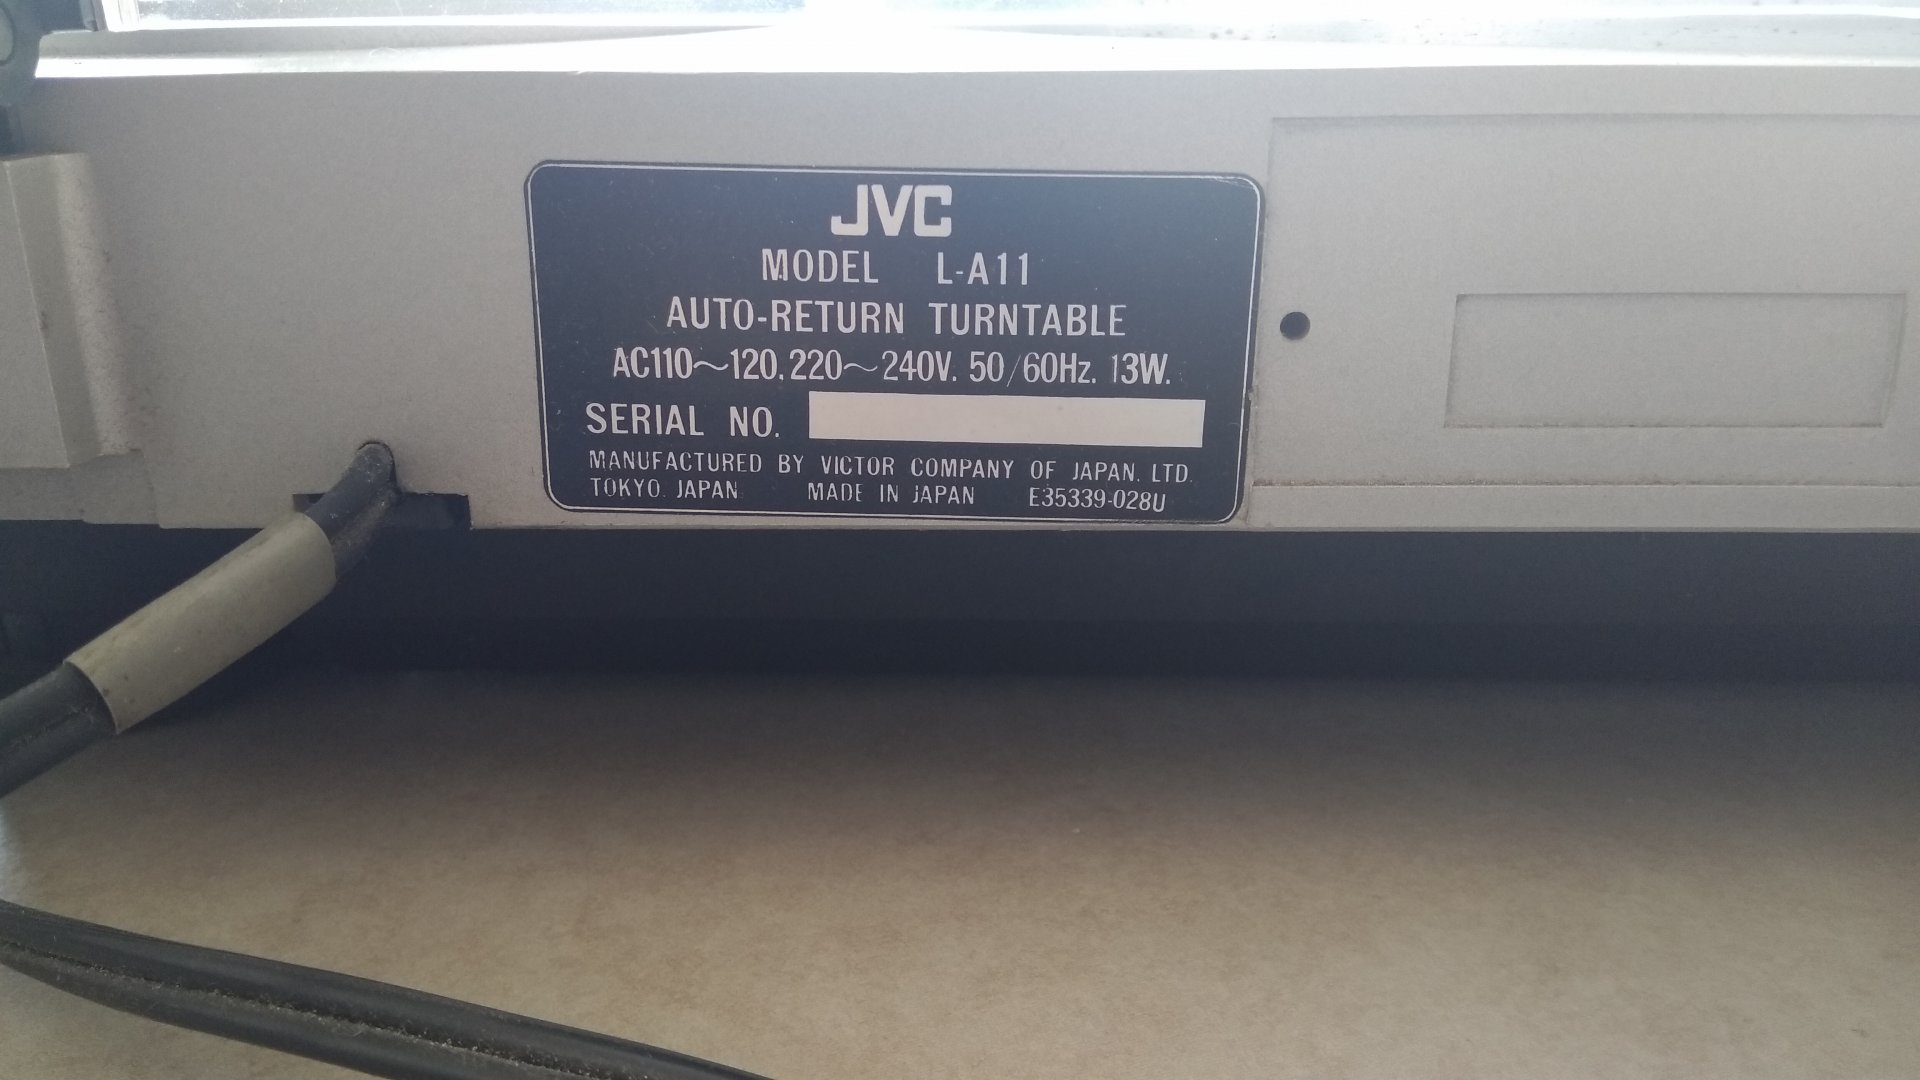 JVC
MODEL L-A11
AUTO-RETURN TURNTABLE
AC110~120, 220~240V. 50/60Hz. 13W.
SERIAL NO.
MANUFACTURED BY VICTOR COMPANY OF JAPAN. LTD.
TOKYO. JAPAN MADE IN JAPAN E35339-028U